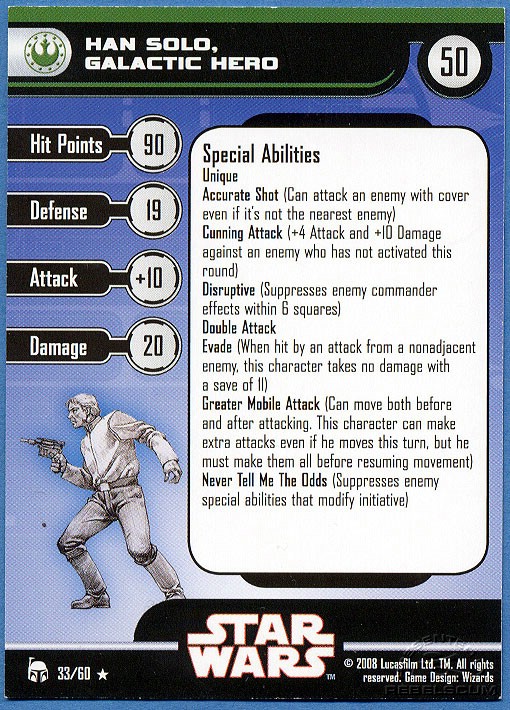 HAN SOLO,
GALACTIC HERO
50
Hit Points 90
Defense 19
Attack +10
Damage 20
Special Abilities
Unique
Accurate Shot (Can attack an enemy with cover
even if it's not the nearest enemy)
Cunning Attack (+4 Attack and +10 Damage
against an enemy who has not activated this
round)
Disruptive (Suppresses enemy commander
effects within 6 squares)
Double Attack
Evade (When hit by an attack from a nonadjacent
enemy, this character takes no damage with
a save of 11)
Greater Mobile Attack (Can move both before
and after attacking. This character can make
extra attacks even if he moves this turn, but he
must make them all before resuming movement)
Never Tell Me The Odds (Suppresses enemy
special abilities that modify initiative)
STAR
WARS
TM
33/60 ★
© 2008 Lucasfilm Ltd. TM. All rights
reserved. Game Design: Wizards
REBELSCUM